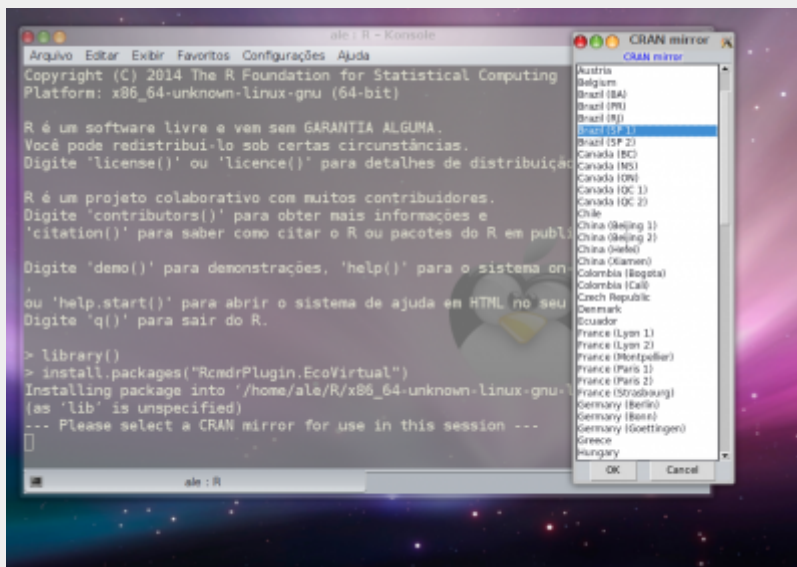 ale : R - Konsole
Arquivo Editar Exibir Favoritos Configurações Ajuda
Copyright (C) 2014 The R Foundation for Statistical Computing
Platform: x86_64-unknown-linux-gnu (64-bit)
R é um software livre e vem sem GARANTIA ALGUMA.
Você pode redistribui-lo sob certas circunstâncias.
Digite 'license()' ou 'licence()' para detalhes de distribuiçã
R é um projeto colaborativo com muitos contribuidores.
Digite 'contributors()' para obter mais informações e
'citation()' para saber como citar o R ou pacotes do R em publi
Digite 'demo()' para demonstrações, 'help()' para o sistema on-
,
ou 'help.start()' para abrir o sistema de ajuda em HTML no seu
Digite 'q()' para sair do R.
> library()
> install.packages("RcmdrPlugin.EcoVirtual")
Installing package into '/home/ale/R/x86_64-unknown-linux-gnu-l
(as 'lib' is unspecified)
--- Please select a CRAN mirror for use in this session ---
ale : R
CRAN mirror
CRAN mirror
Austria
Belgium
Brazil (BA)
Brazil (PR)
Brazil (RJ)
Brazil (SP 1)
Brazil (SP 2)
Canada (BC)
Canada (NS)
Canada (ON)
Canada (QC 1)
Canada (QC 2)
Chile
China (Beijing 1)
China (Beijing 2)
China (Hefei)
China (Xiamen)
Colombia (Bogota)
Colombia (Cali)
Czech Republic
Denmark
Ecuador
France (Lyon 1)
France (Lyon 2)
France (Montpellier)
France (Paris 1)
France (Paris 2)
France (Strasbourg)
Germany (Berlin)
Germany (Bonn)
Germany (Goettingen)
Greece
Hungary
OK Cancel